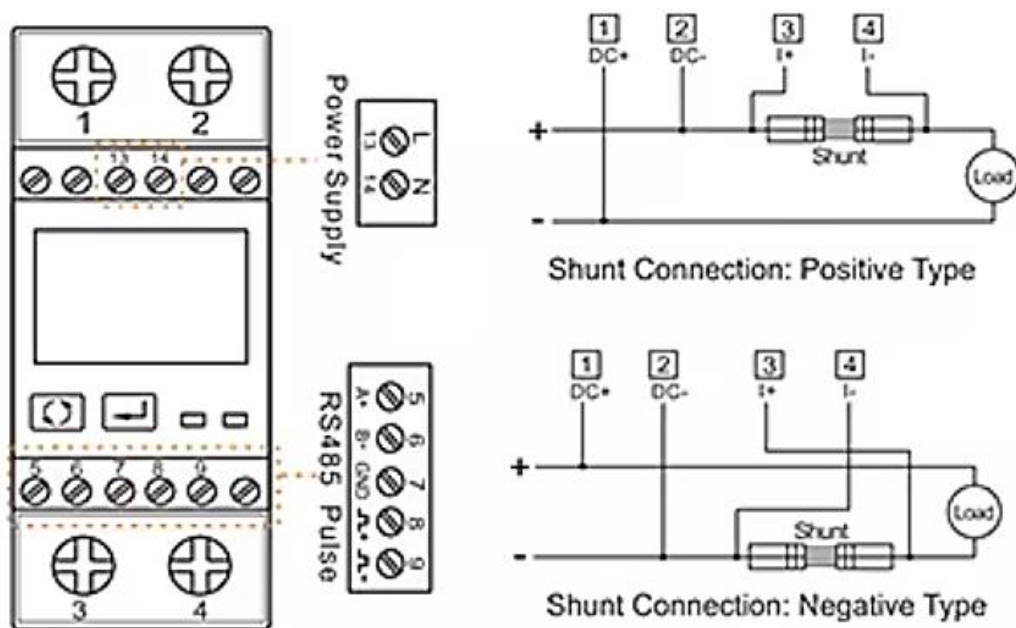 1 2
13 14
5 6 7 8 9
3 4
Power Supply
L 13
N 14
RS485 Pulse
A+ 5
B- 6
GND 7
8
9
1 2 3 4
DC+ DC- I+ I-
+
Shunt
Load
-
Shunt Connection: Positive Type
1 2 3 4
DC+ DC- I+ I-
+
Load
Shunt
-
Shunt Connection: Negative Type